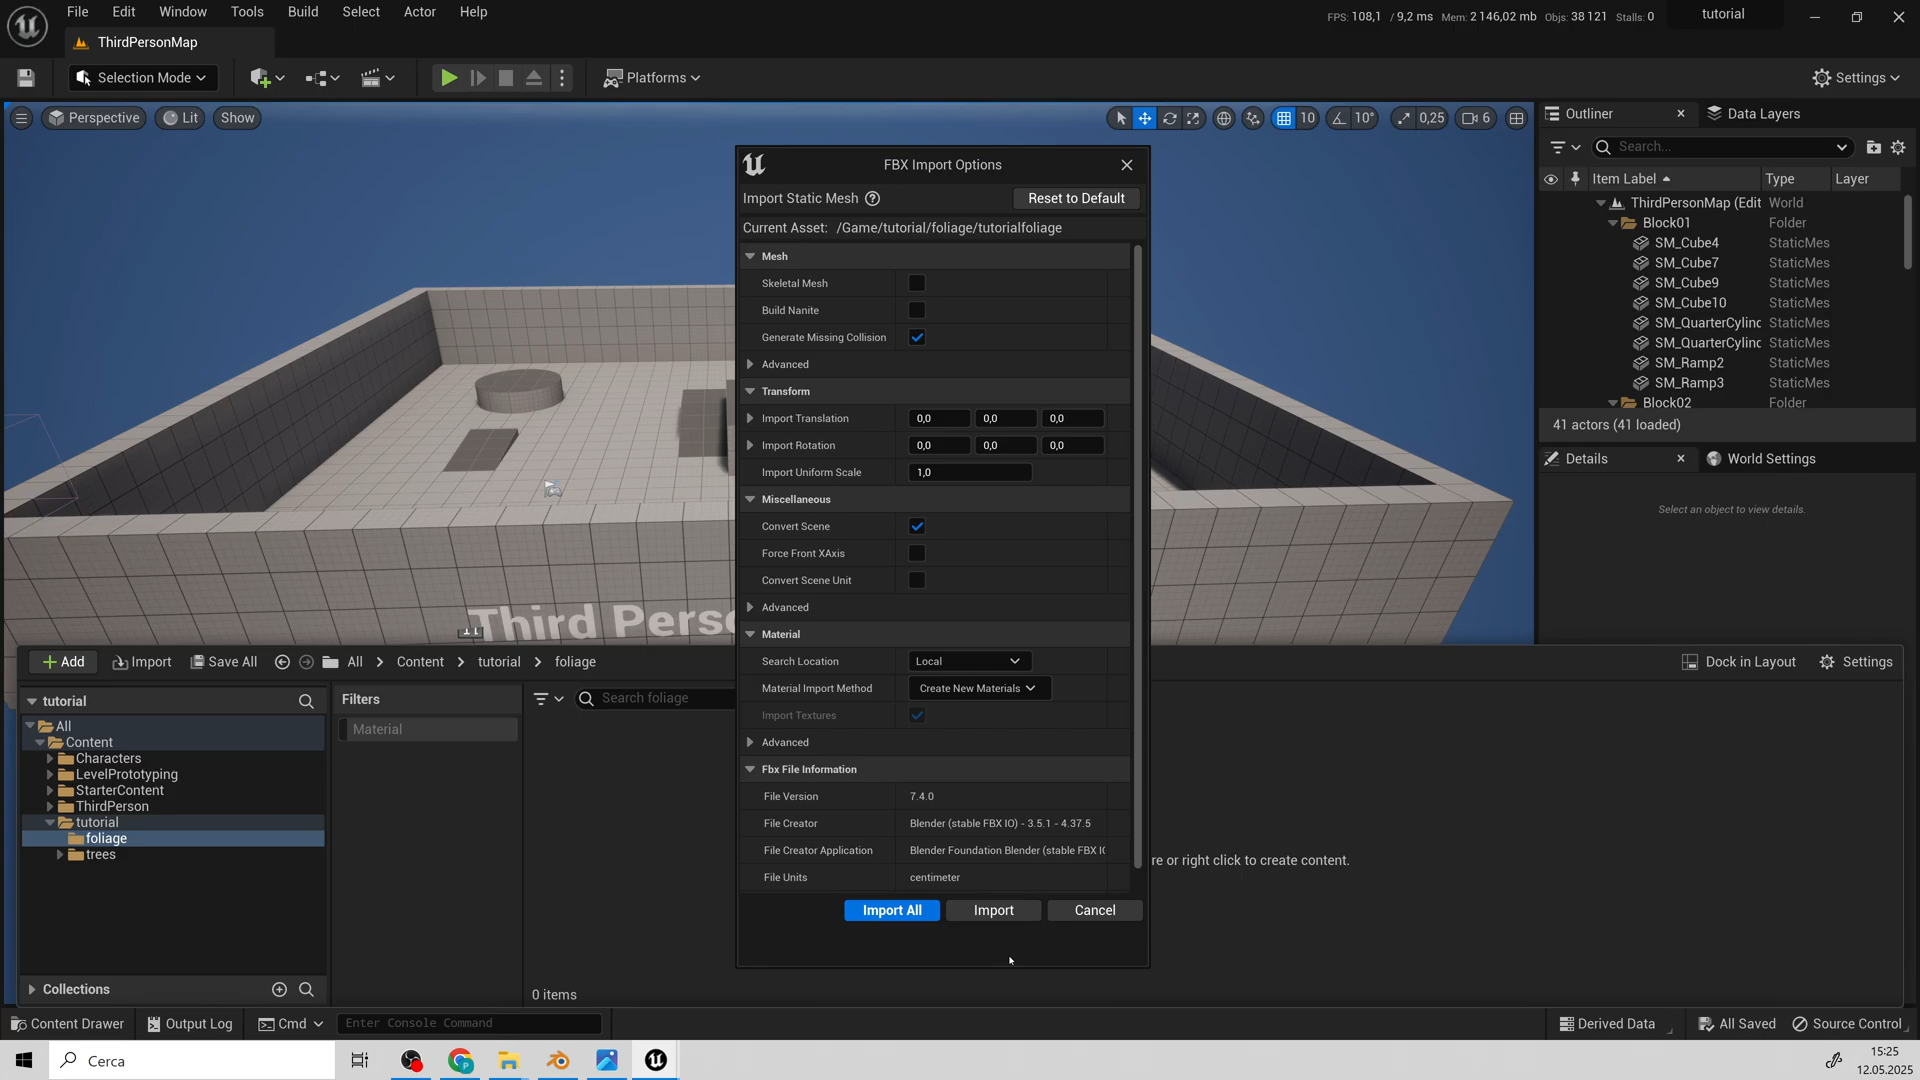 File Edit Window Tools Build Select Actor Help
FPS: 108,1 / 9,2 ms Mem: 2 146,02 mb Objs: 38 121 Stalls: 0
tutorial
ThirdPersonMap
Selection Mode
Platforms
Settings
Perspective Lit Show
10 10° 0,25 6
Outliner
Data Layers
Search...
Item Label Type Layer
ThirdPersonMap (Edit World
Block01 Folder
SM_Cube4 StaticMes
SM_Cube7 StaticMes
SM_Cube9 StaticMes
SM_Cube10 StaticMes
SM_QuarterCylinc StaticMes
SM_QuarterCylinc StaticMes
SM_Ramp2 StaticMes
SM_Ramp3 StaticMes
Block02 Folder
41 actors (41 loaded)
Details
World Settings
Select an object to view details.
Third Perso
FBX Import Options
Import Static Mesh
Reset to Default
Current Asset: /Game/tutorial/foliage/tutorialfoliage
Mesh
Skeletal Mesh
Build Nanite
Generate Missing Collision
Advanced
Transform
Import Translation 0,0 0,0 0,0
Import Rotation 0,0 0,0 0,0
Import Uniform Scale 1,0
Miscellaneous
Convert Scene
Force Front XAxis
Convert Scene Unit
Advanced
Material
Search Location Local
Material Import Method Create New Materials
Import Textures
Advanced
Fbx File Information
File Version 7.4.0
File Creator Blender (stable FBX IO) - 3.5.1 - 4.37.5
File Creator Application Blender Foundation Blender (stable FBX IC
File Units centimeter
Import All Import Cancel
Add Import Save All All > Content > tutorial > foliage
Dock in Layout Settings
tutorial
All
Content
Characters
LevelPrototyping
StarterContent
ThirdPerson
tutorial
foliage
trees
Collections
Filters
Material
Search foliage
re or right click to create content.
0 items
Content Drawer Output Log Cmd Enter Console Command
Derived Data All Saved Source Control
Cerca
15:25
12.05.2025